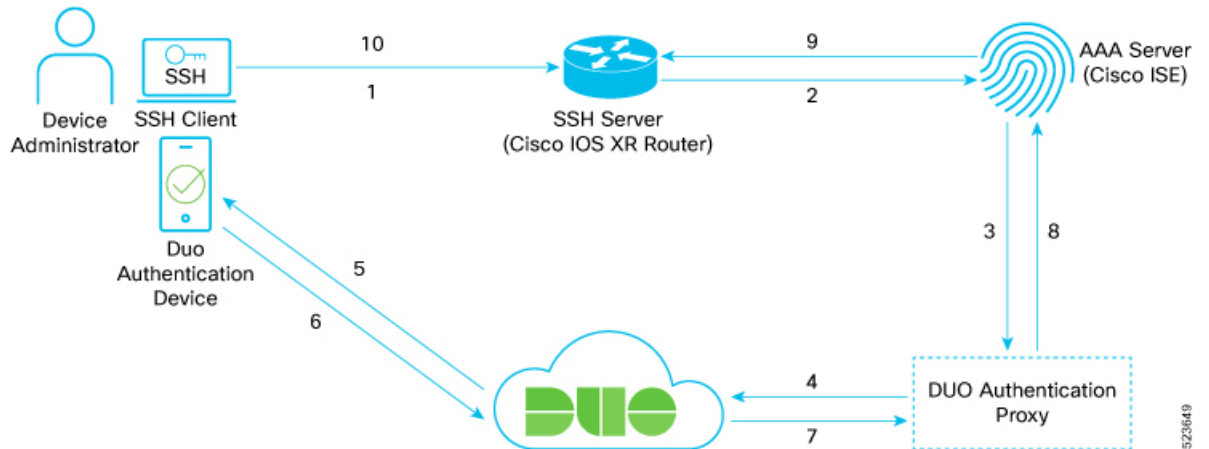 10
1
9
2
SSH
AAA Server
(Cisco ISE)
Device
Administrator
SSH Client
SSH Server
(Cisco IOS XR Router)
Duo
Authentication
Device
3
8
5
6
DUO
4
7
DUO Authentication
Proxy
523649